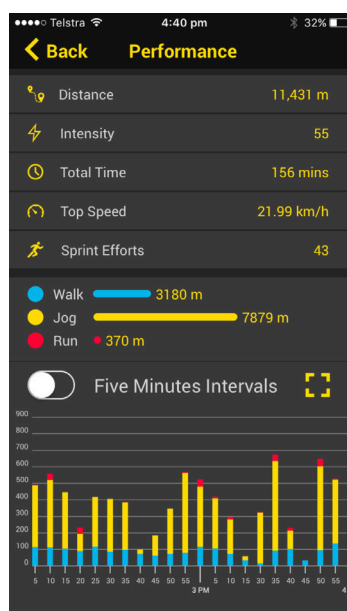 Telstra 4:40 pm 32%
Back Performance
Distance 11,431 m
Intensity 55
Total Time 156 mins
Top Speed 21.99 km/h
Sprint Efforts 43
Walk 3180 m
Jog 7879 m
Run 370 m
Five Minutes Intervals
900
800
700
600
500
400
300
200
100
0
5 10 15 20 25 30 35 40 45 50 55 5 10 15 20 25 30 35 40 45 50 55
3 PM 4